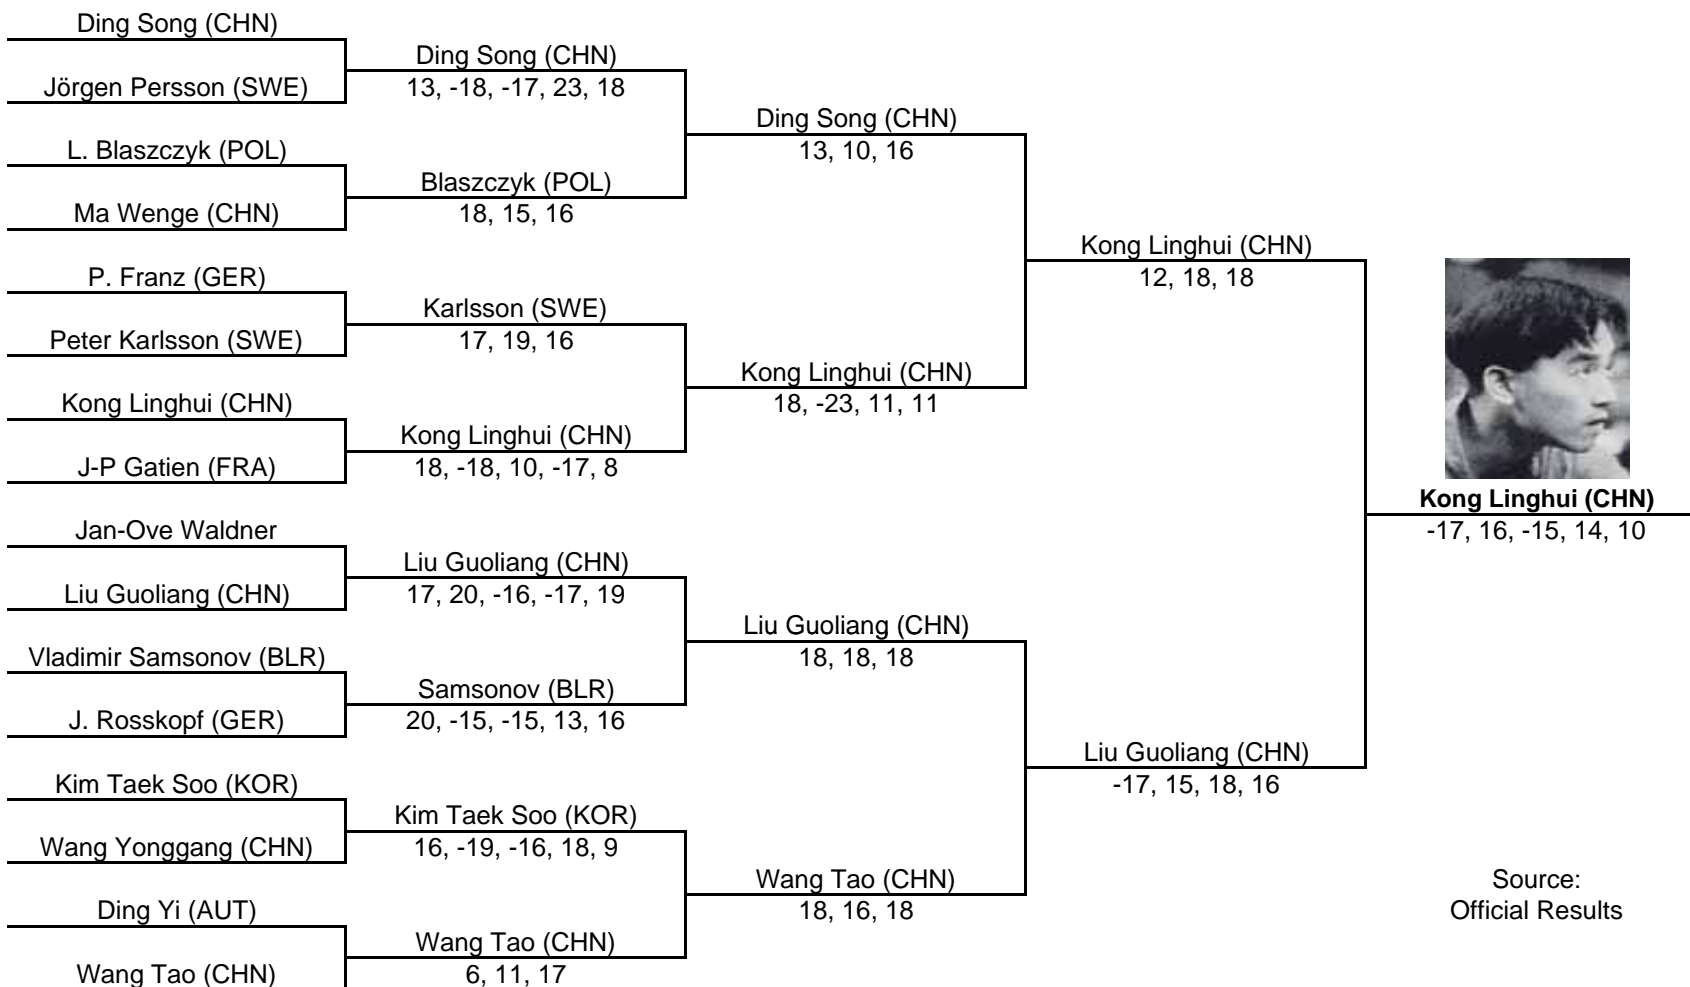 Ding Song (CHN)
Jörgen Persson (SWE)
L. Blaszczyk (POL)
Ma Wenge (CHN)
P. Franz (GER)
Peter Karlsson (SWE)
Kong Linghui (CHN)
J-P Gatien (FRA)
Jan-Ove Waldner
Liu Guoliang (CHN)
Vladimir Samsonov (BLR)
J. Rosskopf (GER)
Kim Taek Soo (KOR)
Wang Yonggang (CHN)
Ding Yi (AUT)
Wang Tao (CHN)
Ding Song (CHN)
13, -18, -17, 23, 18
Blaszczyk (POL)
18, 15, 16
Karlsson (SWE)
17, 19, 16
Kong Linghui (CHN)
18, -18, 10, -17, 8
Liu Guoliang (CHN)
17, 20, -16, -17, 19
Samsonov (BLR)
20, -15, -15, 13, 16
Kim Taek Soo (KOR)
16, -19, -16, 18, 9
Wang Tao (CHN)
6, 11, 17
Ding Song (CHN)
13, 10, 16
Kong Linghui (CHN)
18, -23, 11, 11
Liu Guoliang (CHN)
18, 18, 18
Wang Tao (CHN)
18, 16, 18
Kong Linghui (CHN)
12, 18, 18
Liu Guoliang (CHN)
-17, 15, 18, 16
Kong Linghui (CHN)
-17, 16, -15, 14, 10
Source:
Official Results